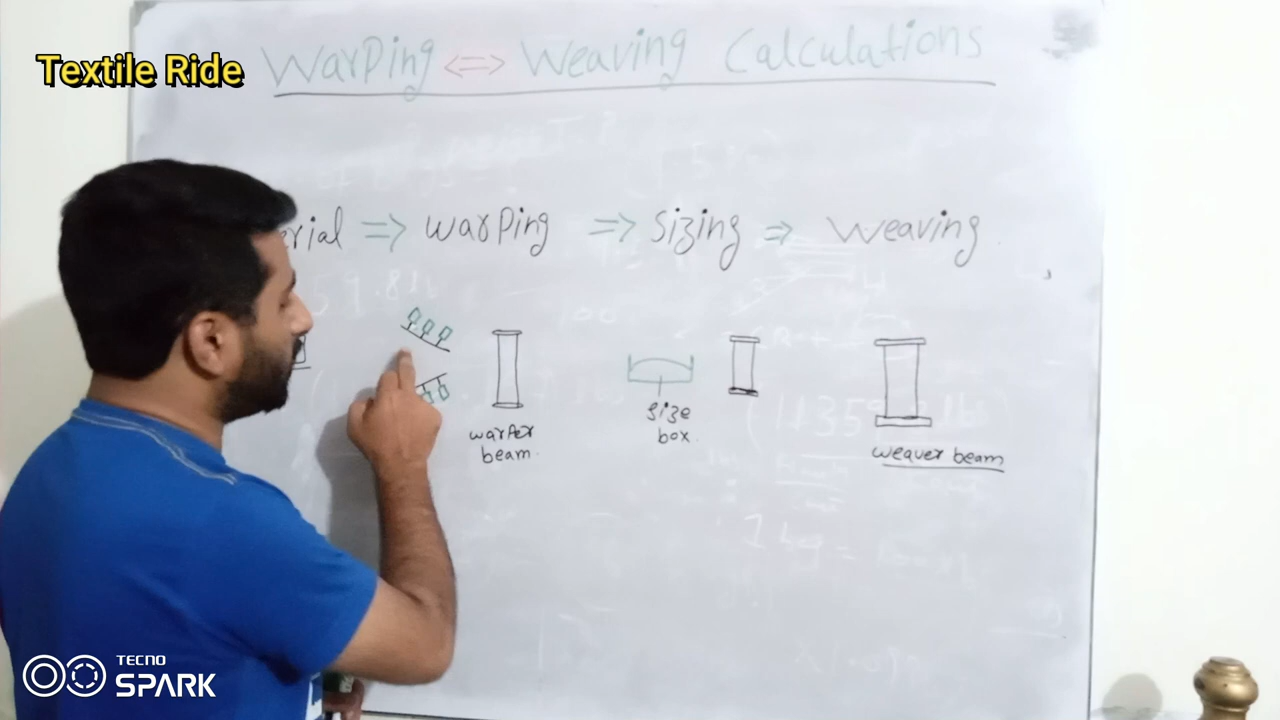 Textile Ride
Warping <=> Weaving Calculations
erial => warping => Sizing => Weaving
size
box.
warper
beam.
weaver beam
TECNO
SPARK